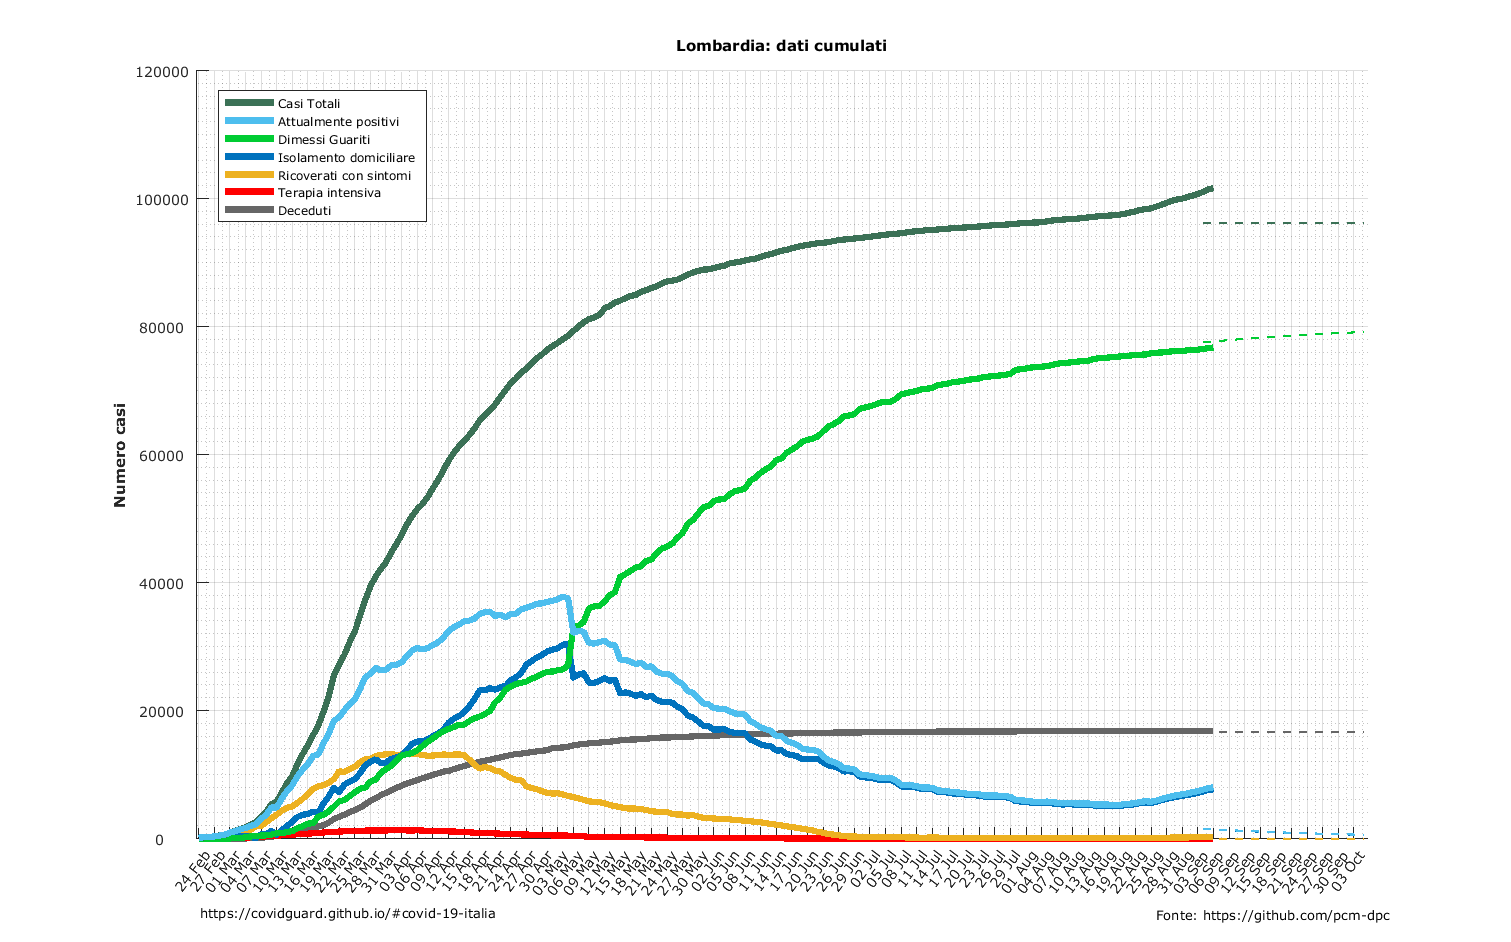 Lombardia: dati cumulati
120000
100000
80000
60000
40000
20000
0
Numero casi
Casi Totali
Attualmente positivi
Dimessi Guariti
Isolamento domiciliare
Ricoverati con sintomi
Terapia intensiva
Deceduti
24 Feb
27 Feb
01 Mar
04 Mar
07 Mar
10 Mar
13 Mar
16 Mar
19 Mar
22 Mar
25 Mar
28 Mar
31 Mar
03 Apr
06 Apr
09 Apr
12 Apr
15 Apr
18 Apr
21 Apr
24 Apr
27 Apr
30 Apr
03 May
06 May
09 May
12 May
15 May
18 May
21 May
24 May
27 May
30 May
02 Jun
05 Jun
08 Jun
11 Jun
14 Jun
17 Jun
20 Jun
23 Jun
26 Jun
29 Jun
02 Jul
05 Jul
08 Jul
11 Jul
14 Jul
17 Jul
20 Jul
23 Jul
26 Jul
29 Jul
01 Aug
04 Aug
07 Aug
10 Aug
13 Aug
16 Aug
19 Aug
22 Aug
25 Aug
28 Aug
31 Aug
03 Sep
06 Sep
09 Sep
12 Sep
15 Sep
18 Sep
21 Sep
24 Sep
27 Sep
30 Sep
03 Oct
https://covidguard.github.io/#covid-19-italia
Fonte: https://github.com/pcm-dpc